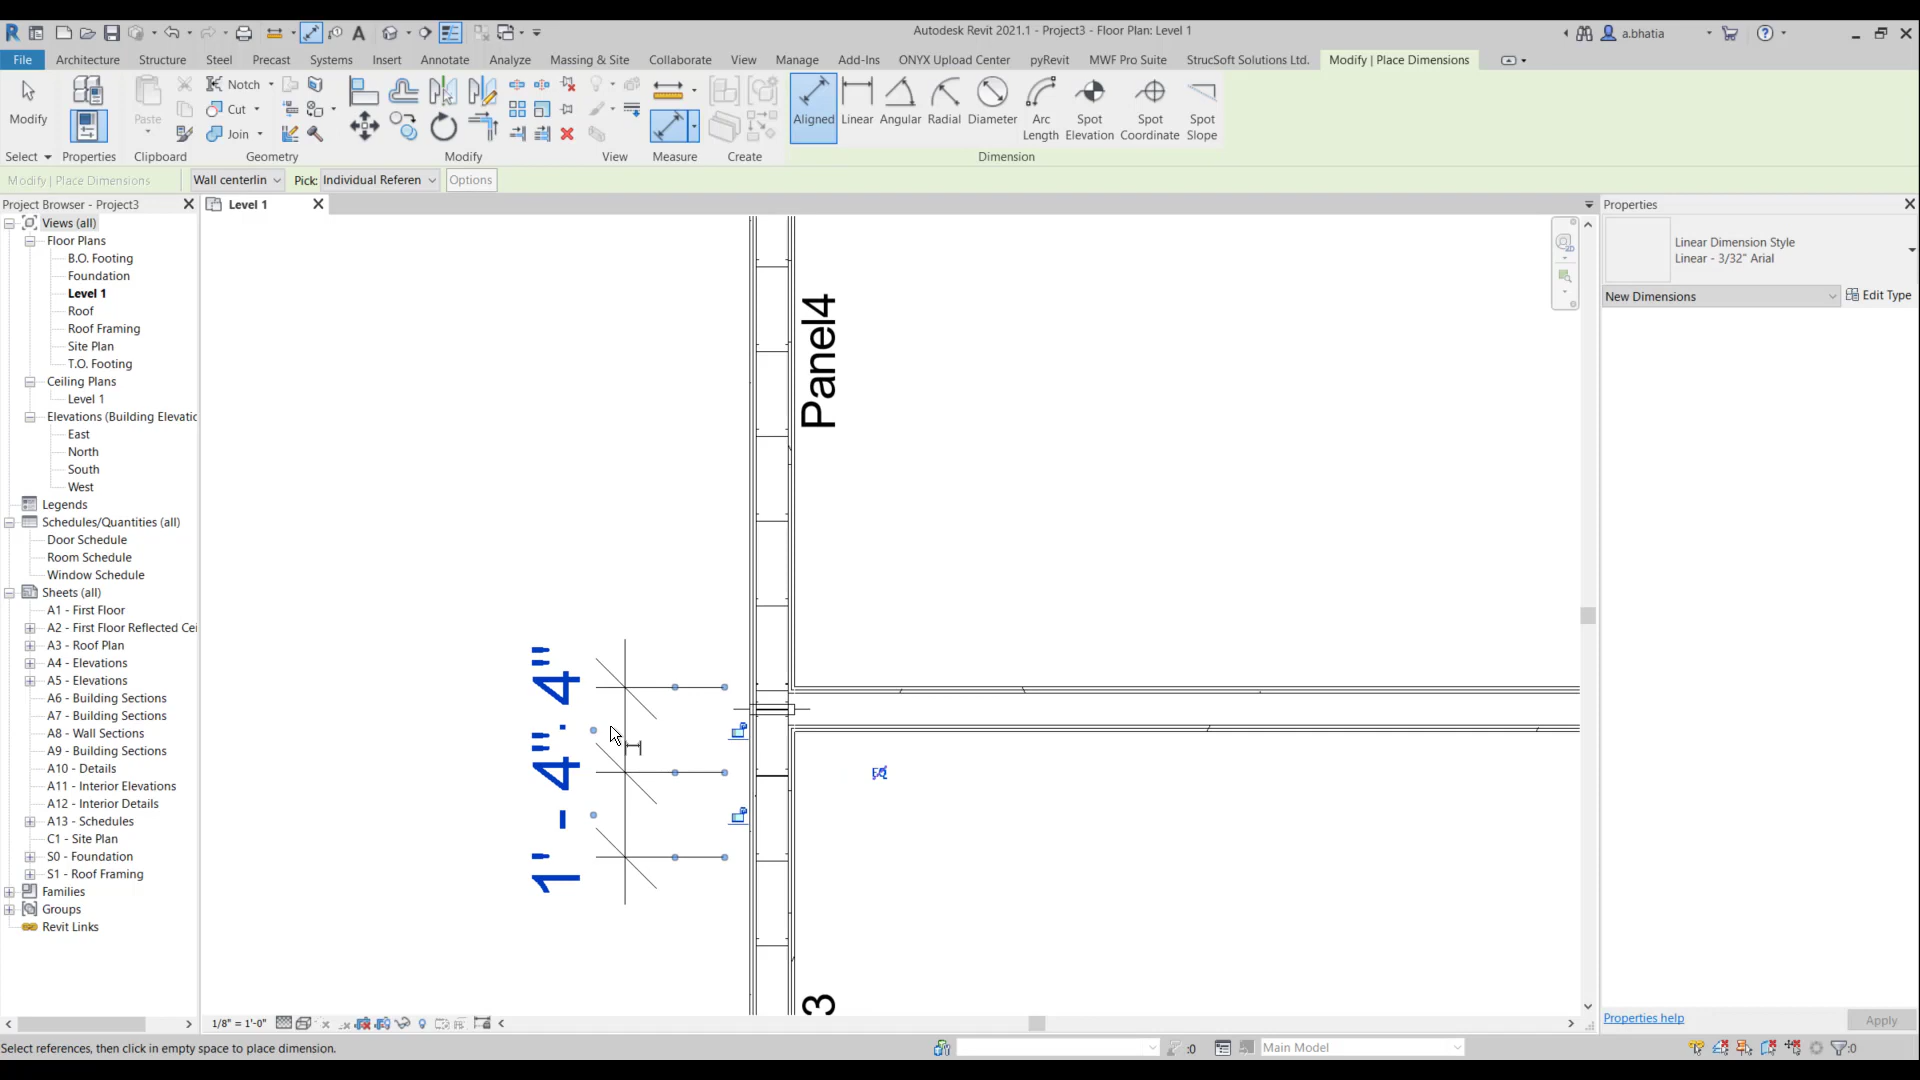 Autodesk Revit 2021.1 - Project3 - Floor Plan: Level 1
a.bhatia
File Architecture Structure Steel Precast Systems Insert Annotate Analyze Massing & Site Collaborate View Manage Add-Ins ONYX Upload Center pyRevit MWF Pro Suite StrucSoft Solutions Ltd. Modify | Place Dimensions
Modify
Paste
Notch
Cut
Join
Aligned
Linear
Angular
Radial
Diameter
Arc Length
Spot Elevation
Spot Coordinate
Spot Slope
Select Properties Clipboard Geometry Modify View Measure Create Dimension
Modify | Place Dimensions Wall centerlin Pick: Individual Referen Options
Project Browser - Project3
Views (all)
Floor Plans
B.O. Footing
Foundation
Level 1
Roof
Roof Framing
Site Plan
T.O. Footing
Ceiling Plans
Level 1
Elevations (Building Elevatic
East
North
South
West
Legends
Schedules/Quantities (all)
Door Schedule
Room Schedule
Window Schedule
Sheets (all)
A1 - First Floor
A2 - First Floor Reflected Cei
A3 - Roof Plan
A4 - Elevations
A5 - Elevations
A6 - Building Sections
A7 - Building Sections
A8 - Wall Sections
A9 - Building Sections
A10 - Details
A11 - Interior Elevations
A12 - Interior Details
A13 - Schedules
C1 - Site Plan
S0 - Foundation
S1 - Roof Framing
Families
Groups
Revit Links
Level 1
Panel4
EQ
3
Properties
Linear Dimension Style
Linear - 3/32" Arial
New Dimensions
Edit Type
Properties help
Apply
1/8" = 1'-0"
Select references, then click in empty space to place dimension.
:0
Main Model
:0